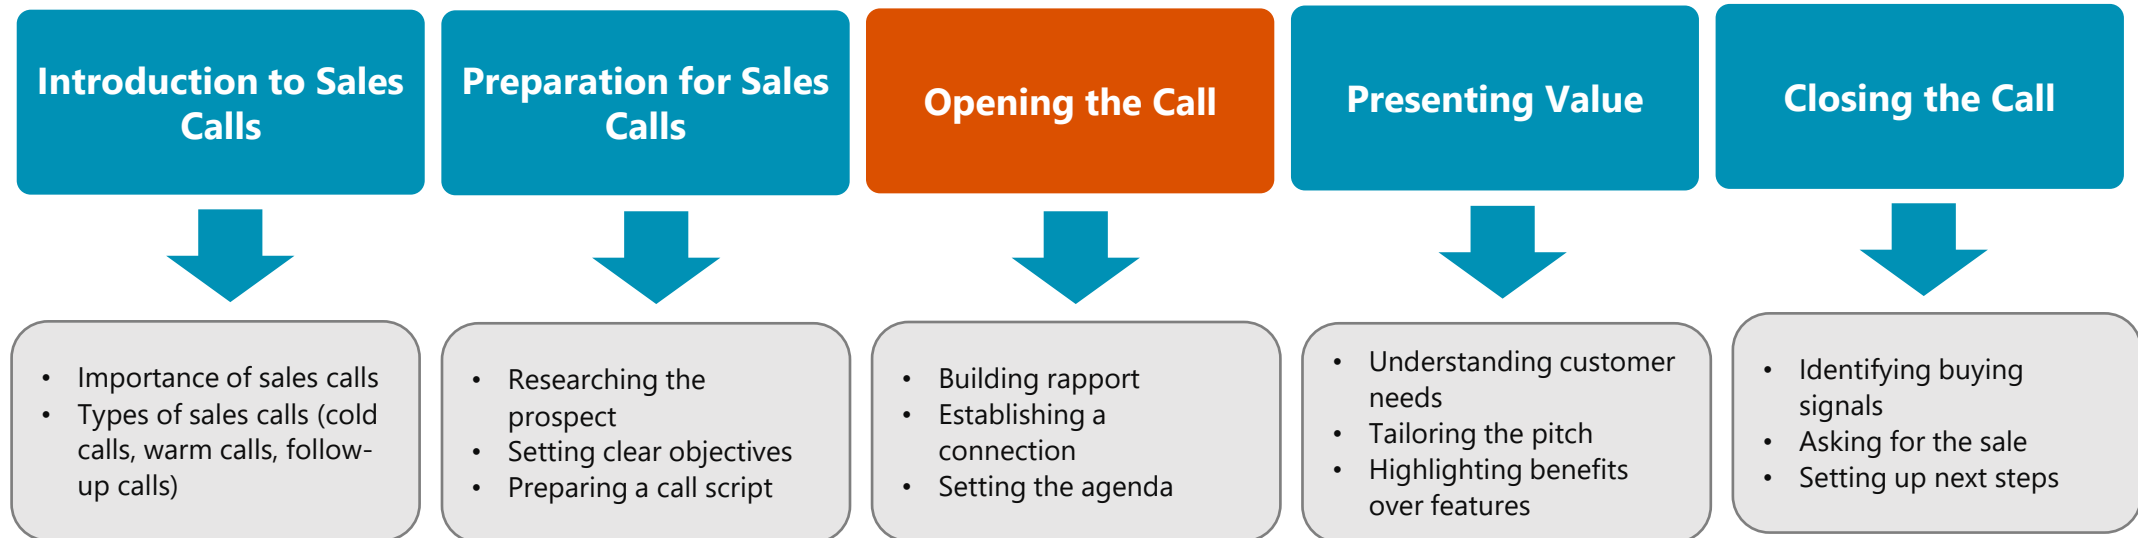 Introduction to Sales
Calls
Preparation for Sales
Calls
Opening the Call
Presenting Value
Closing the Call
• Importance of sales calls
• Types of sales calls (cold
calls, warm calls, follow-
up calls)
• Researching the
prospect
• Setting clear objectives
• Preparing a call script
• Building rapport
• Establishing a
connection
• Setting the agenda
• Understanding customer
needs
• Tailoring the pitch
• Highlighting benefits
over features
• Identifying buying
signals
• Asking for the sale
• Setting up next steps